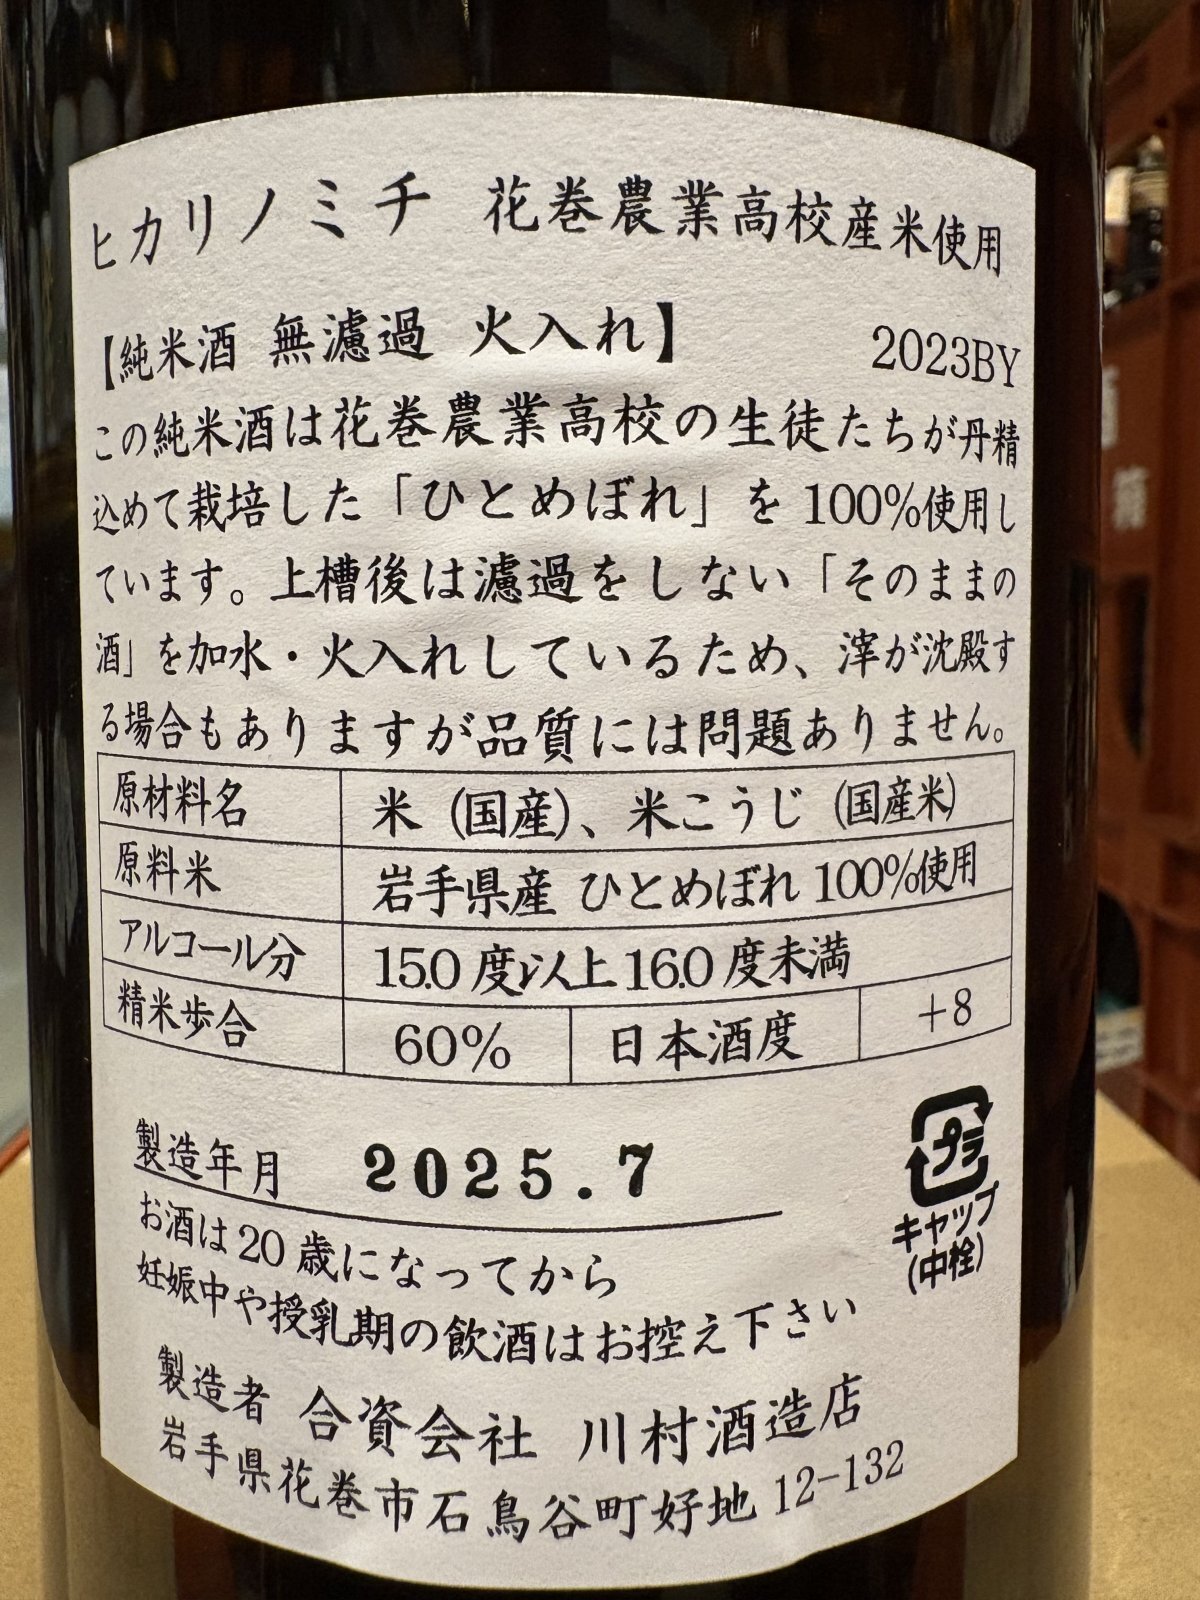 ヒカリノミチ 花巻農業高校産米使用
【純米酒 無濾過 火入れ】 2023BY
この純米酒は花巻農業高校の生徒たちが丹精
込めて栽培した「ひとめぼれ」を100%使用し
ています。上槽後は濾過をしない「そのままの
酒」を加水・火入れしているため、滓が沈殿す
る場合もありますが品質には問題ありません。
原材料名 米(国産)、米こうじ(国産米)
原料米 岩手県産 ひとめぼれ100%使用
アルコール分 15.0度以上16.0度未満
精米歩合 60% 日本酒度 +8
製造年月 2025.7
プラ
キャップ
(中栓)
お酒は20歳になってから
妊娠中や授乳期の飲酒はお控え下さい
製造者 合資会社 川村酒造店
岩手県花巻市石鳥谷町好地12-132